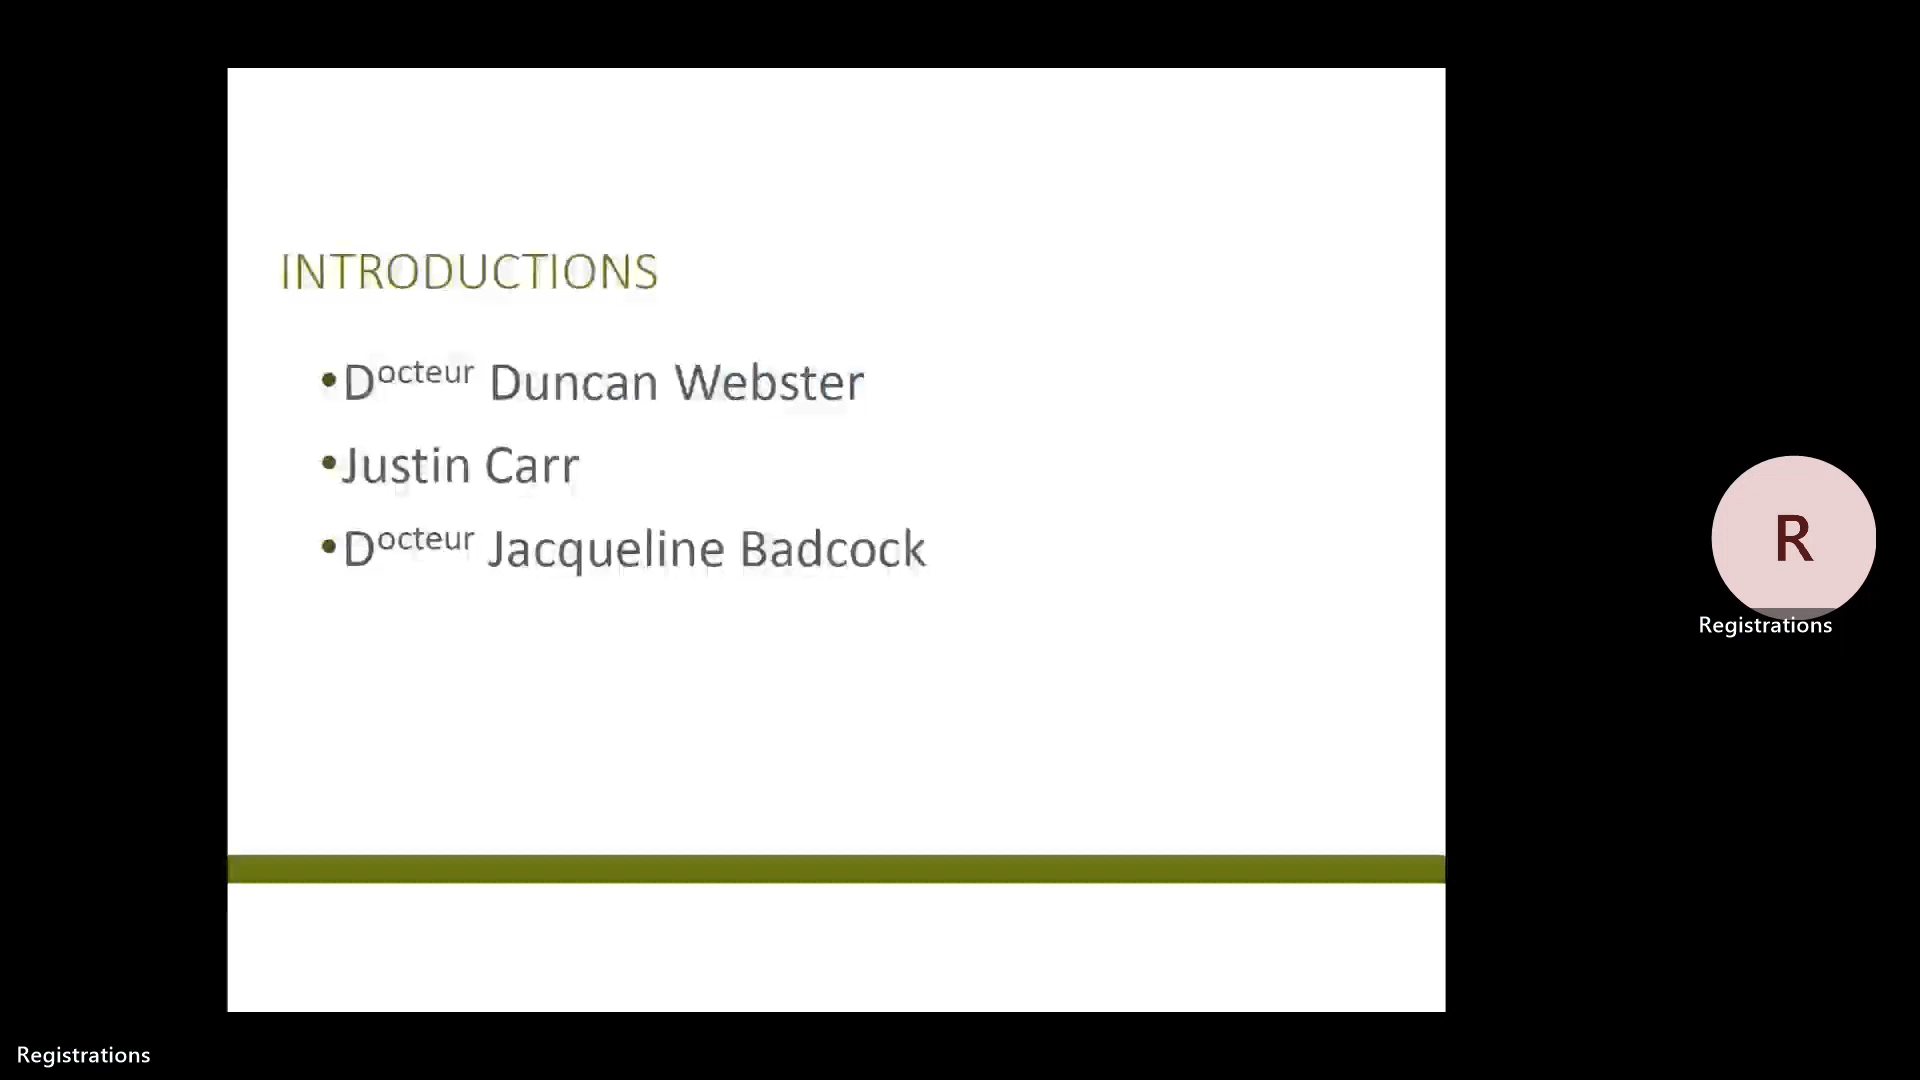 INTRODUCTIONS
•Docteur Duncan Webster
•Justin Carr
•Docteur Jacqueline Badcock
R
Registrations
Registrations